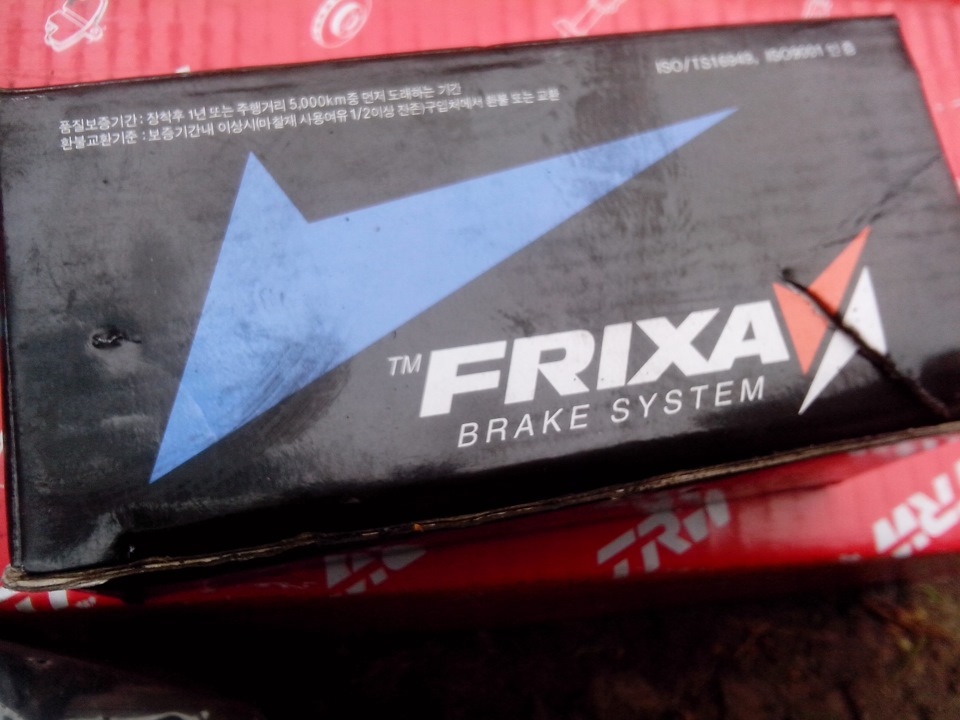 ISO/TS16949, ISO9001 인증
품질보증기간 : 장착후 1년 또는 주행거리 5,000km중 먼저 도래하는 기간
환불교환기준 : 보증기간내 이상시(마찰재 사용여유 1/2이상 잔존)구입처에서 환불 또는 교환
TM FRIXA
BRAKE SYSTEM
TRW
TRW